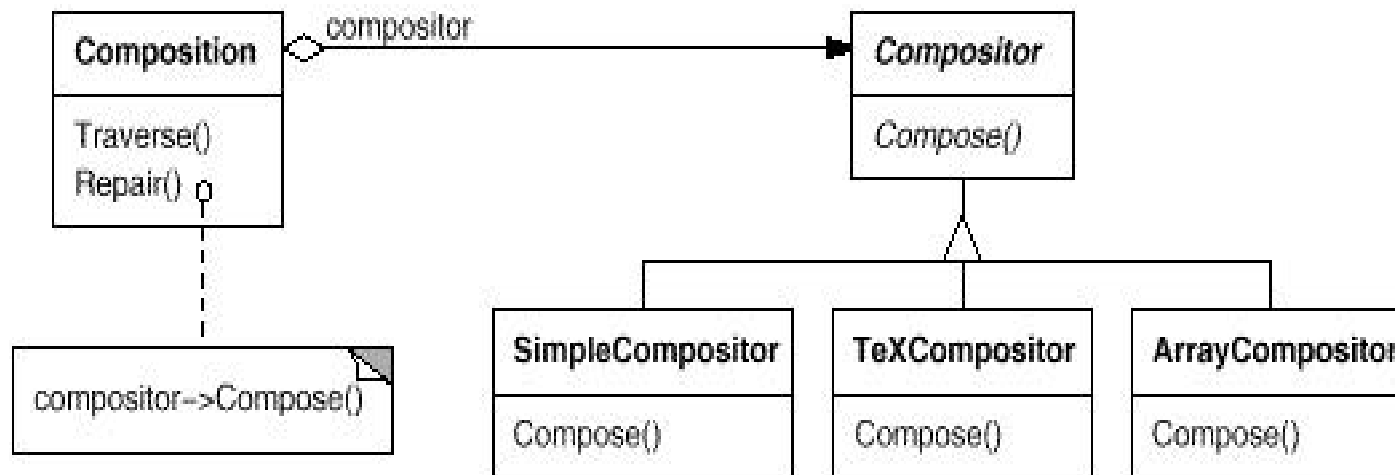 Composition
compositor
Compositor
Traverse()
Repair()
Compose()
compositor->Compose()
SimpleCompositor
TeXCompositor
ArrayCompositor
Compose()
Compose()
Compose()